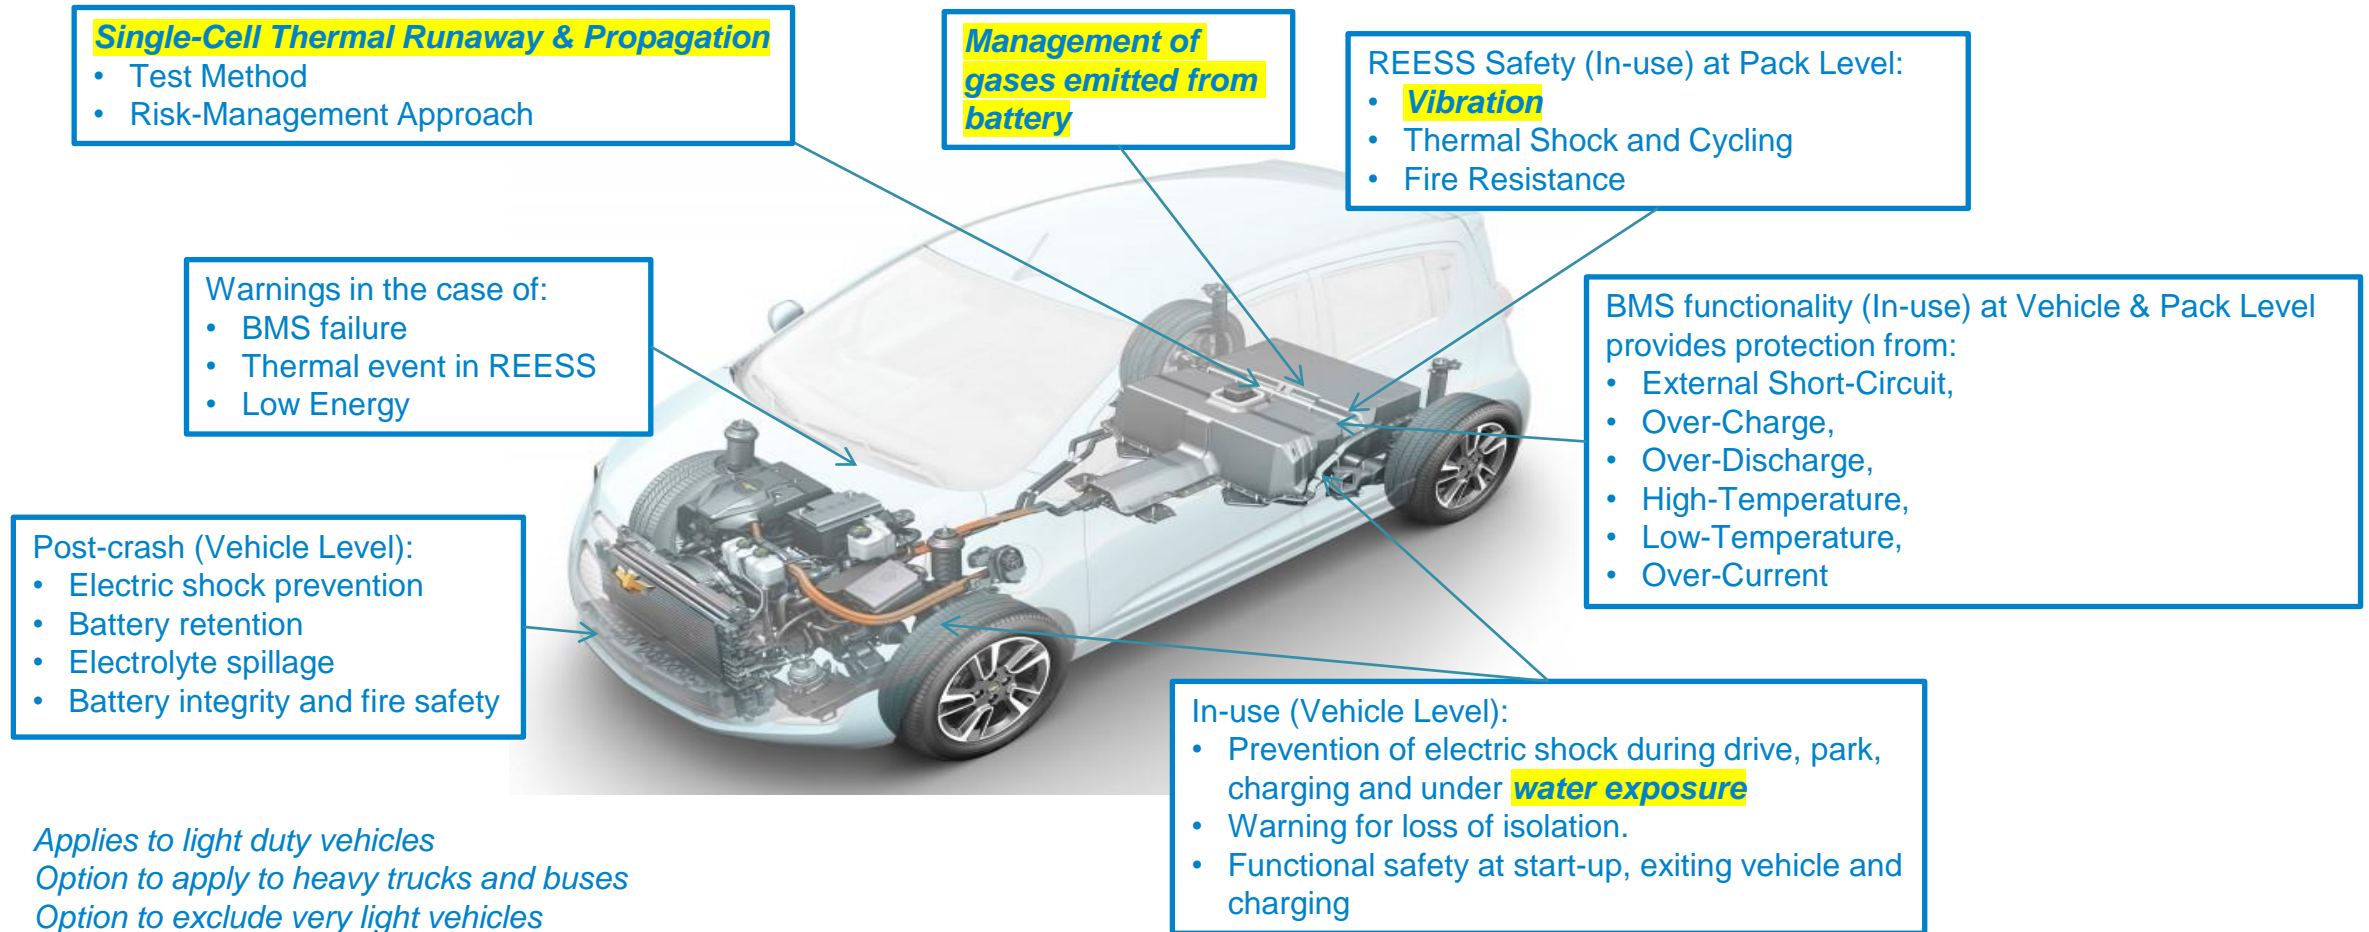 Single-Cell Thermal Runaway & Propagation
• Test Method
• Risk-Management Approach
Management of
gases emitted from
battery
REESS Safety (In-use) at Pack Level:
• Vibration
• Thermal Shock and Cycling
• Fire Resistance
Warnings in the case of:
• BMS failure
• Thermal event in REESS
• Low Energy
BMS functionality (In-use) at Vehicle & Pack Level
provides protection from:
• External Short-Circuit,
• Over-Charge,
• Over-Discharge,
• High-Temperature,
• Low-Temperature,
• Over-Current
Post-crash (Vehicle Level):
• Electric shock prevention
• Battery retention
• Electrolyte spillage
• Battery integrity and fire safety
In-use (Vehicle Level):
• Prevention of electric shock during drive, park,
charging and under water exposure
• Warning for loss of isolation.
• Functional safety at start-up, exiting vehicle and
charging
Applies to light duty vehicles
Option to apply to heavy trucks and buses
Option to exclude very light vehicles